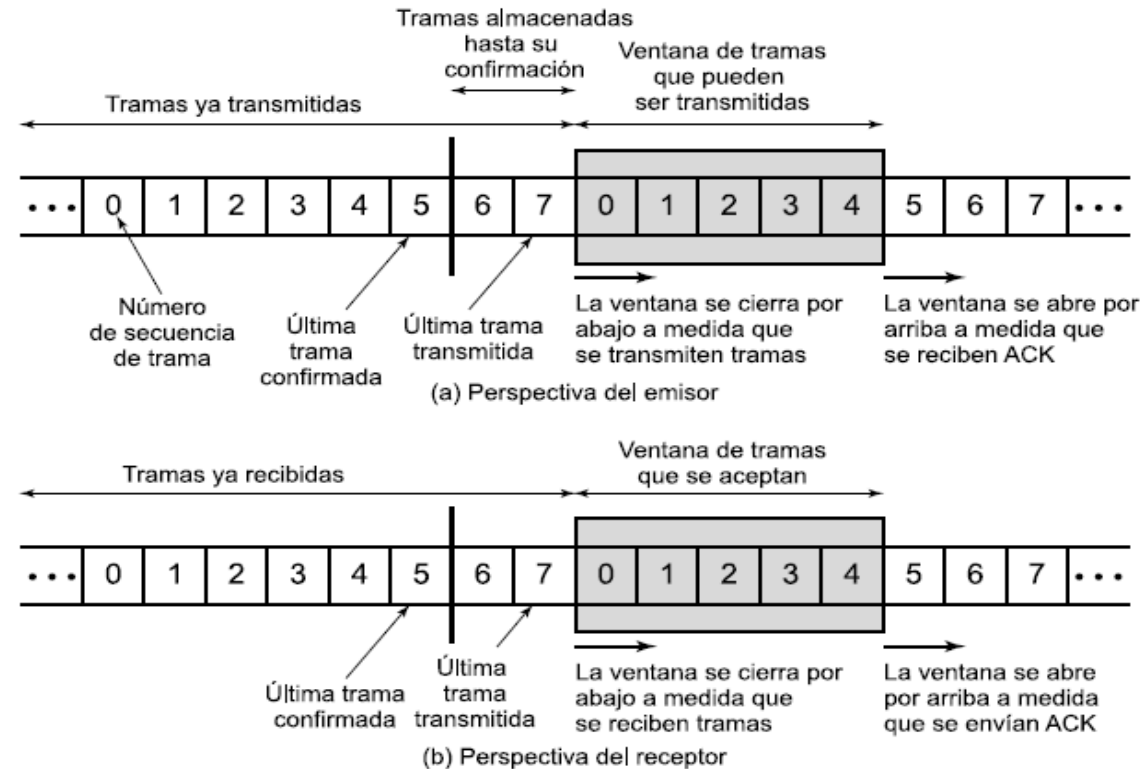 Tramas almacenadas
hasta su
confirmación
Ventana de tramas
que pueden
ser transmitidas
Tramas ya transmitidas
••• 0 1 2 3 4 5 6 7 0 1 2 3 4 5 6 7 •••
Número
de secuencia
de trama
Última
trama
confirmada
Última trama
transmitida
La ventana se cierra por
abajo a medida que
se transmiten tramas
La ventana se abre por
arriba a medida que
se reciben ACK
(a) Perspectiva del emisor
Tramas ya recibidas
Ventana de tramas
que se aceptan
••• 0 1 2 3 4 5 6 7 0 1 2 3 4 5 6 7 •••
Última trama
confirmada
Última
trama
transmitida
La ventana se cierra por
abajo a medida que
se reciben tramas
La ventana se abre
por arriba a medida
que se envían ACK
(b) Perspectiva del receptor